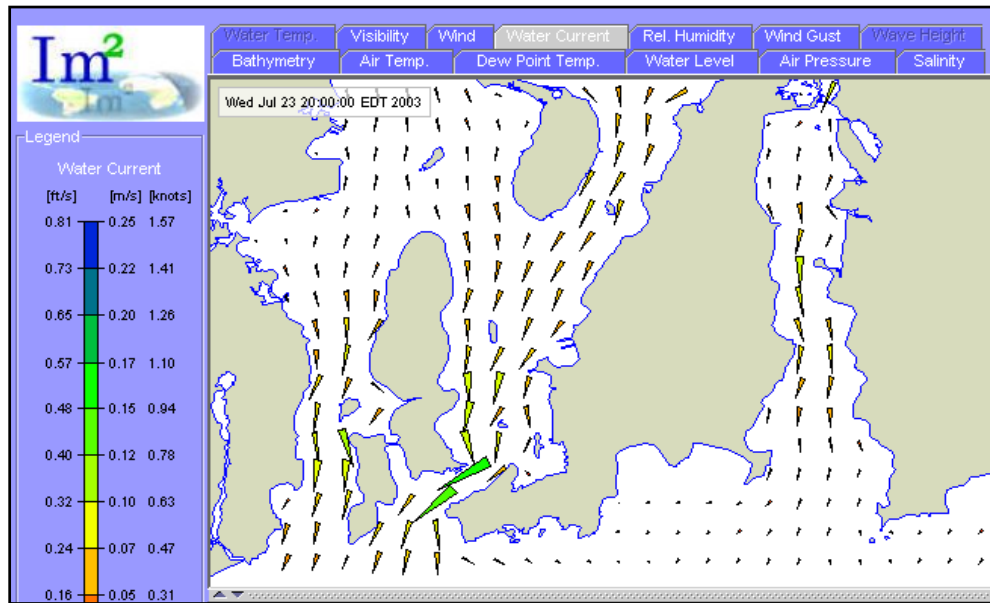 Im2
Im2
Water Temp. Visibility Wind Water Current Rel. Humidity Wind Gust Wave Height
Bathymetry Air Temp. Dew Point Temp. Water Level Air Pressure Salinity
Wed Jul 23 20:00:00 EDT 2003
Legend
Water Current
[ft/s] [m/s] [knots]
0.81 0.25 1.57
0.73 0.22 1.41
0.65 0.20 1.26
0.57 0.17 1.10
0.48 0.15 0.94
0.40 0.12 0.78
0.32 0.10 0.63
0.24 0.07 0.47
0.16 0.05 0.31